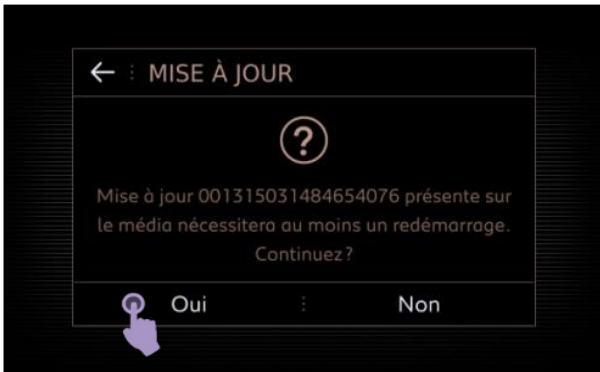 MISE À JOUR
?
Mise à jour 001315031484654076 présente sur
le média nécessitera au moins un redémarrage.
Continuez?
Oui Non